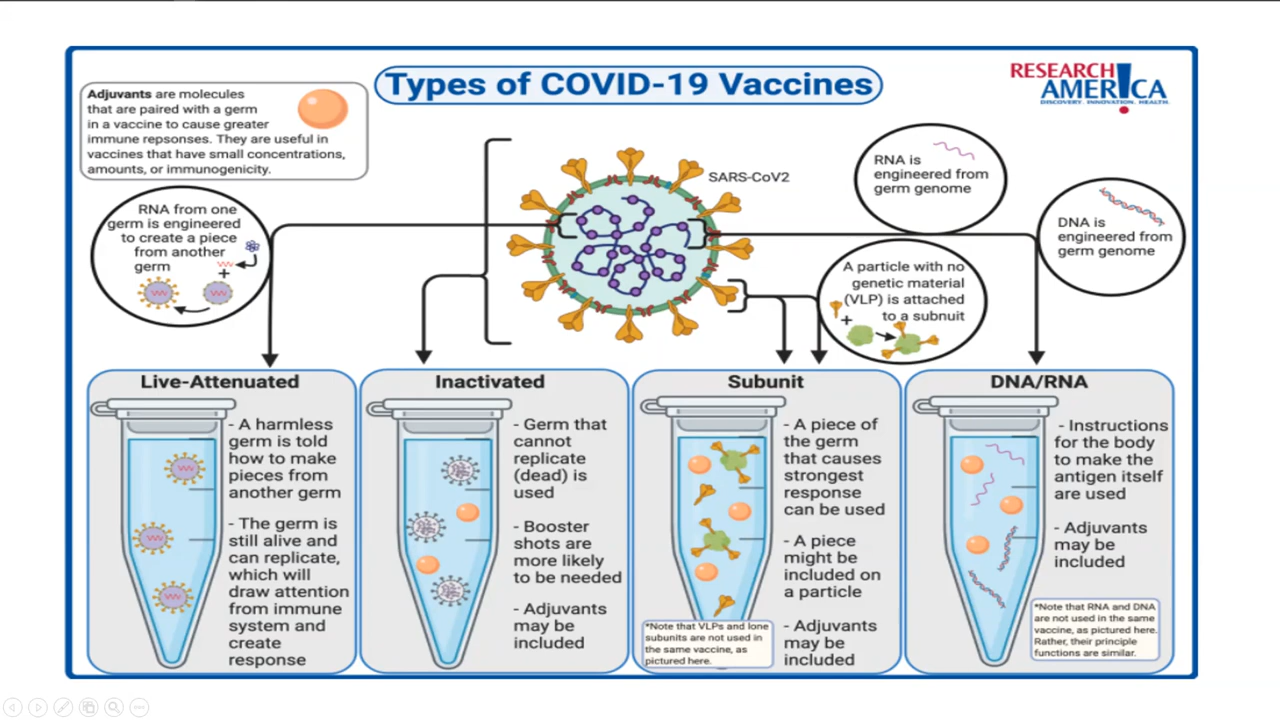 Types of COVID-19 Vaccines
RESEARCH
AMER!CA
DISCOVERY. INNOVATION. HEALTH.
Adjuvants are molecules
that are paired with a germ
in a vaccine to cause greater
immune repsonses. They are useful in
vaccines that have small concentrations,
amounts, or immunogenicity.
SARS-CoV2
RNA from one
germ is engineered
to create a piece
from another
germ
+
RNA is
engineered from
germ genome
DNA is
engineered from
germ genome
A particle with no
genetic material
(VLP) is attached
to a subnuit
+
Live-Attenuated
- A harmless
germ is told
how to make
pieces from
another germ
- The germ is
still alive and
can replicate,
which will
draw attention
from immune
system and
create
response
Inactivated
- Germ that
cannot
replicate
(dead) is
used
- Booster
shots are
more likely
to be needed
- Adjuvants
may be
included
Subunit
- A piece of
the germ
that causes
strongest
response
can be used
- A piece
might be
included on
a particle
- Adjuvants
may be
included
*Note that VLPs and lone
subunits are not used in
the same vaccine, as
pictured here.
DNA/RNA
- Instructions
for the body
to make the
antigen itself
are used
- Adjuvants
may be
included
*Note that RNA and DNA
are not used in the same
vaccine, as pictured here.
Rather, their principle
functions are similar.